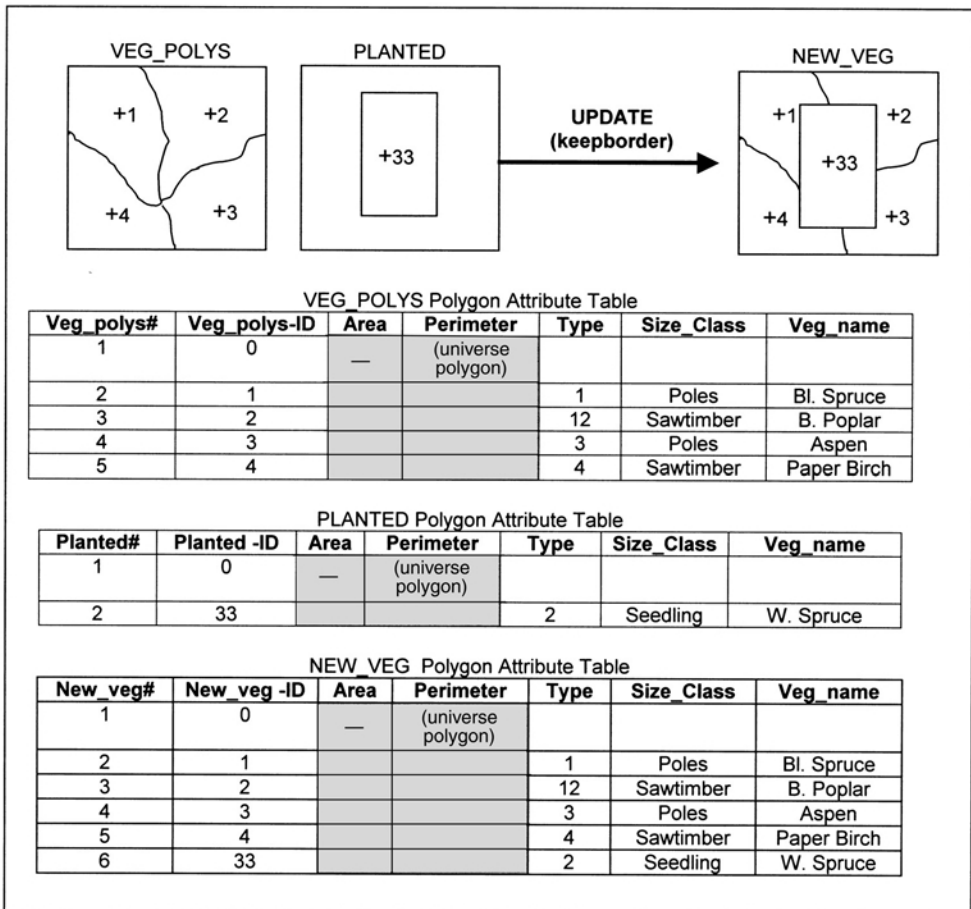 VEG_POLYS PLANTED NEW_VEG
+1 +2 +4 +3
+33
UPDATE
(keepborder)
+1 +2 +33 +4 +3
VEG_POLYS Polygon Attribute Table
Veg_polys# Veg_polys-ID Area Perimeter Type Size_Class Veg_name
1 0 — (universe polygon)
2 1 1 Poles Bl. Spruce
3 2 12 Sawtimber B. Poplar
4 3 3 Poles Aspen
5 4 4 Sawtimber Paper Birch
PLANTED Polygon Attribute Table
Planted# Planted -ID Area Perimeter Type Size_Class Veg_name
1 0 — (universe polygon)
2 33 2 Seedling W. Spruce
NEW_VEG Polygon Attribute Table
New_veg# New_veg -ID Area Perimeter Type Size_Class Veg_name
1 0 — (universe polygon)
2 1 1 Poles Bl. Spruce
3 2 12 Sawtimber B. Poplar
4 3 3 Poles Aspen
5 4 4 Sawtimber Paper Birch
6 33 2 Seedling W. Spruce